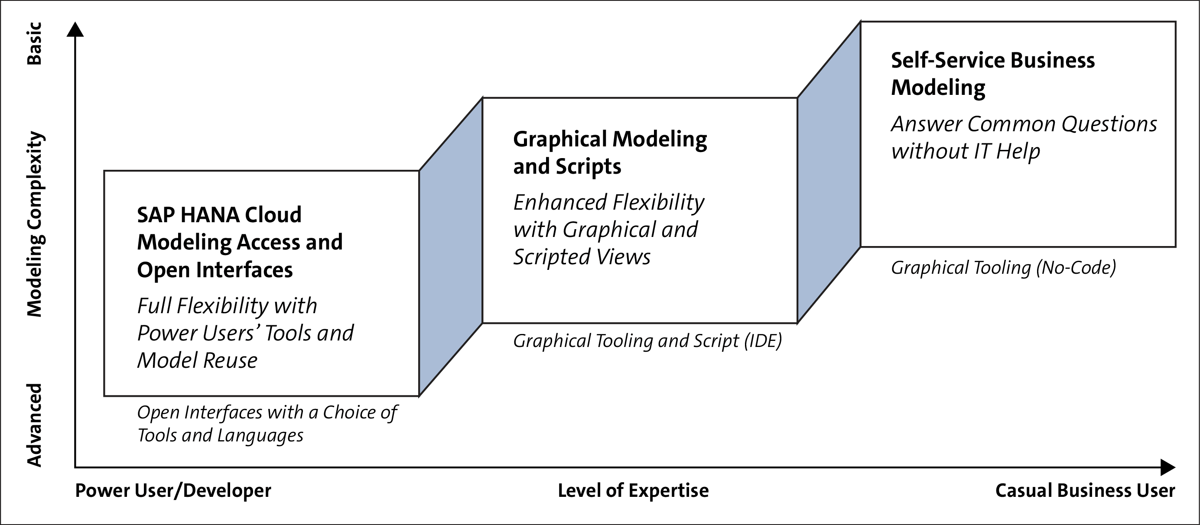 Basic
Modeling Complexity
Advanced
SAP HANA Cloud
Modeling Access and
Open Interfaces
Full Flexibility with
Power Users’ Tools and
Model Reuse
Open Interfaces with a Choice of
Tools and Languages
Graphical Modeling
and Scripts
Enhanced Flexibility
with Graphical and
Scripted Views
Graphical Tooling and Script (IDE)
Self-Service Business
Modeling
Answer Common Questions
without IT Help
Graphical Tooling (No-Code)
Power User/Developer
Level of Expertise
Casual Business User